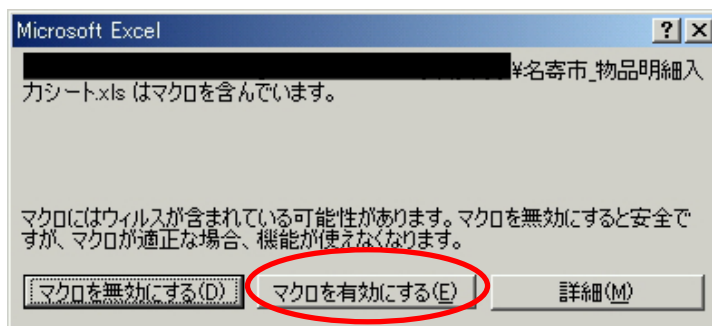 Microsoft Excel
¥名寄市_物品明細入
力シート.xls はマクロを含んでいます。
マクロにはウィルスが含まれている可能性があります。マクロを無効にすると安全で
すが、マクロが適正な場合、機能が使えなくなります。
マクロを無効にする(D) マクロを有効にする(E) 詳細(M)